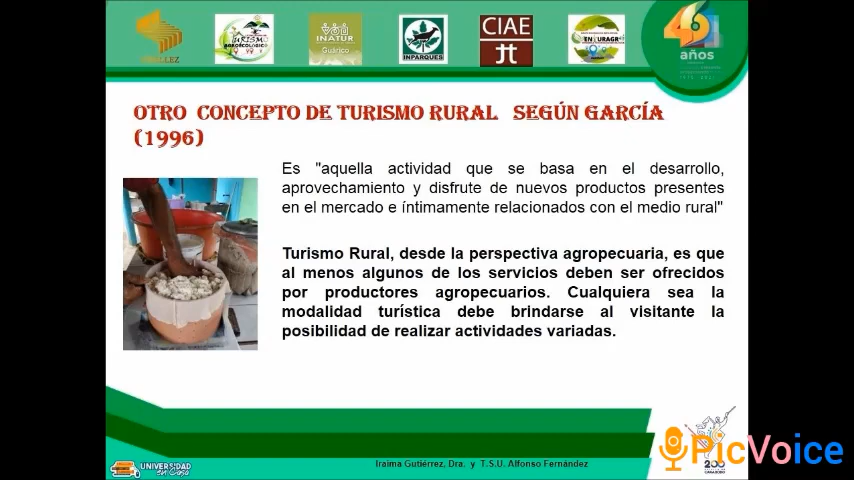 TURISMO
AGROECOLÓGICO
INATUR
Guárico
INPARQUES
CIAE
46
años
OTRO CONCEPTO DE TURISMO RURAL SEGÚN GARCÍA
(1996)
Es "aquella actividad que se basa en el desarrollo,
aprovechamiento y disfrute de nuevos productos presentes
en el mercado e íntimamente relacionados con el medio rural"
Turismo Rural, desde la perspectiva agropecuaria, es que
al menos algunos de los servicios deben ser ofrecidos
por productores agropecuarios. Cualquiera sea la
modalidad turística debe brindarse al visitante la
posibilidad de realizar actividades variadas.
Iraima Gutiérrez, Dra. y T.S.U. Alfonso Fernández
UNIVERSIDAD
en Casa
200
PicVoice